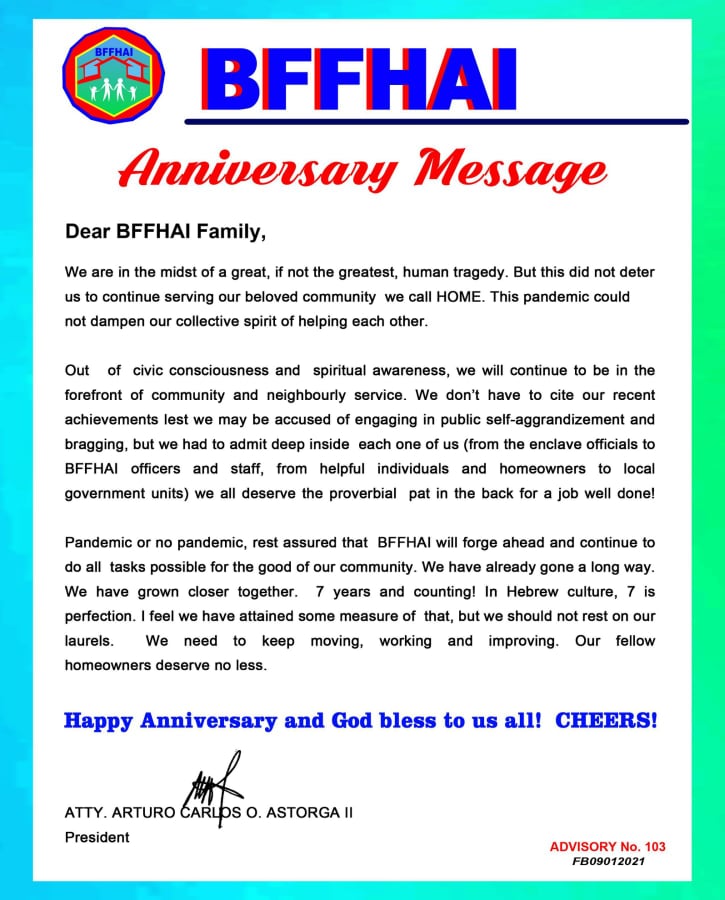 BFFHAI
BFFHAI
Anniversary Message
Dear BFFHAI Family,
We are in the midst of a great, if not the greatest, human tragedy. But this did not deter
us to continue serving our beloved community we call HOME. This pandemic could
not dampen our collective spirit of helping each other.
Out of civic consciousness and spiritual awareness, we will continue to be in the
forefront of community and neighbourly service. We don't have to cite our recent
achievements lest we may be accused of engaging in public self-aggrandizement and
bragging, but we had to admit deep inside each one of us (from the enclave officials to
BFFHAI officers and staff, from helpful individuals and homeowners to local
government units) we all deserve the proverbial pat in the back for a job well done!
Pandemic or no pandemic, rest assured that BFFHAI will forge ahead and continue to
do all tasks possible for the good of our community. We have already gone a long way.
We have grown closer together. 7 years and counting! In Hebrew culture, 7 is
perfection. I feel we have attained some measure of that, but we should not rest on our
laurels. We need to keep moving, working and improving. Our fellow
homeowners deserve no less.
Happy Anniversary and God bless to us all! CHEERS!
ATTY. ARTURO CARLOS O. ASTORGA II
President
ADVISORY No. 103
FB09012021